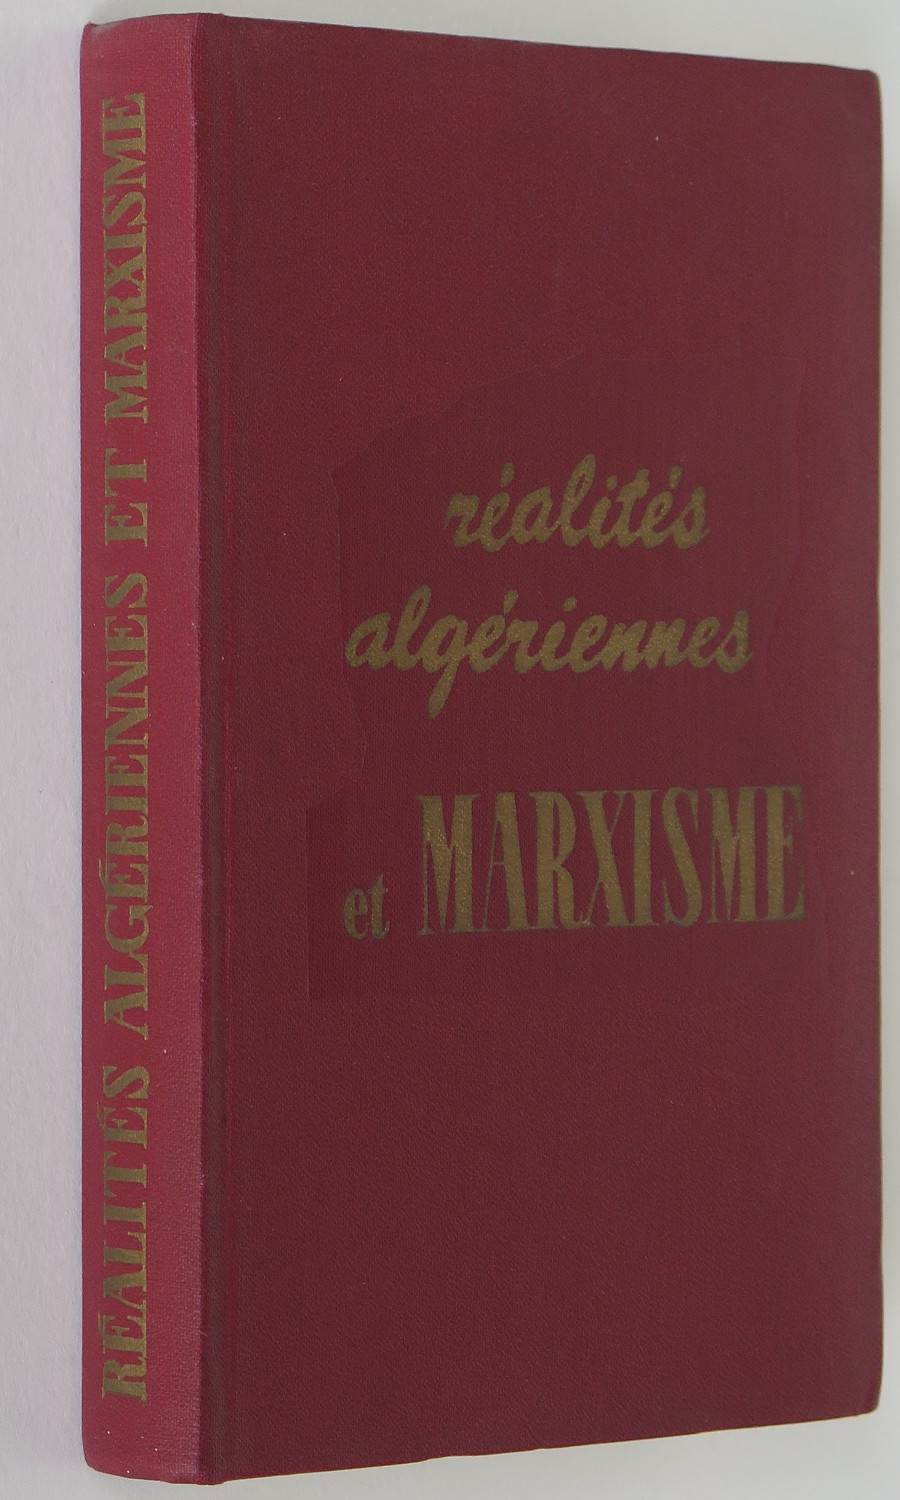 RÉALITÉS ALGÉRIENNES ET MARXISME
réalités
algériennes
et MARXISME